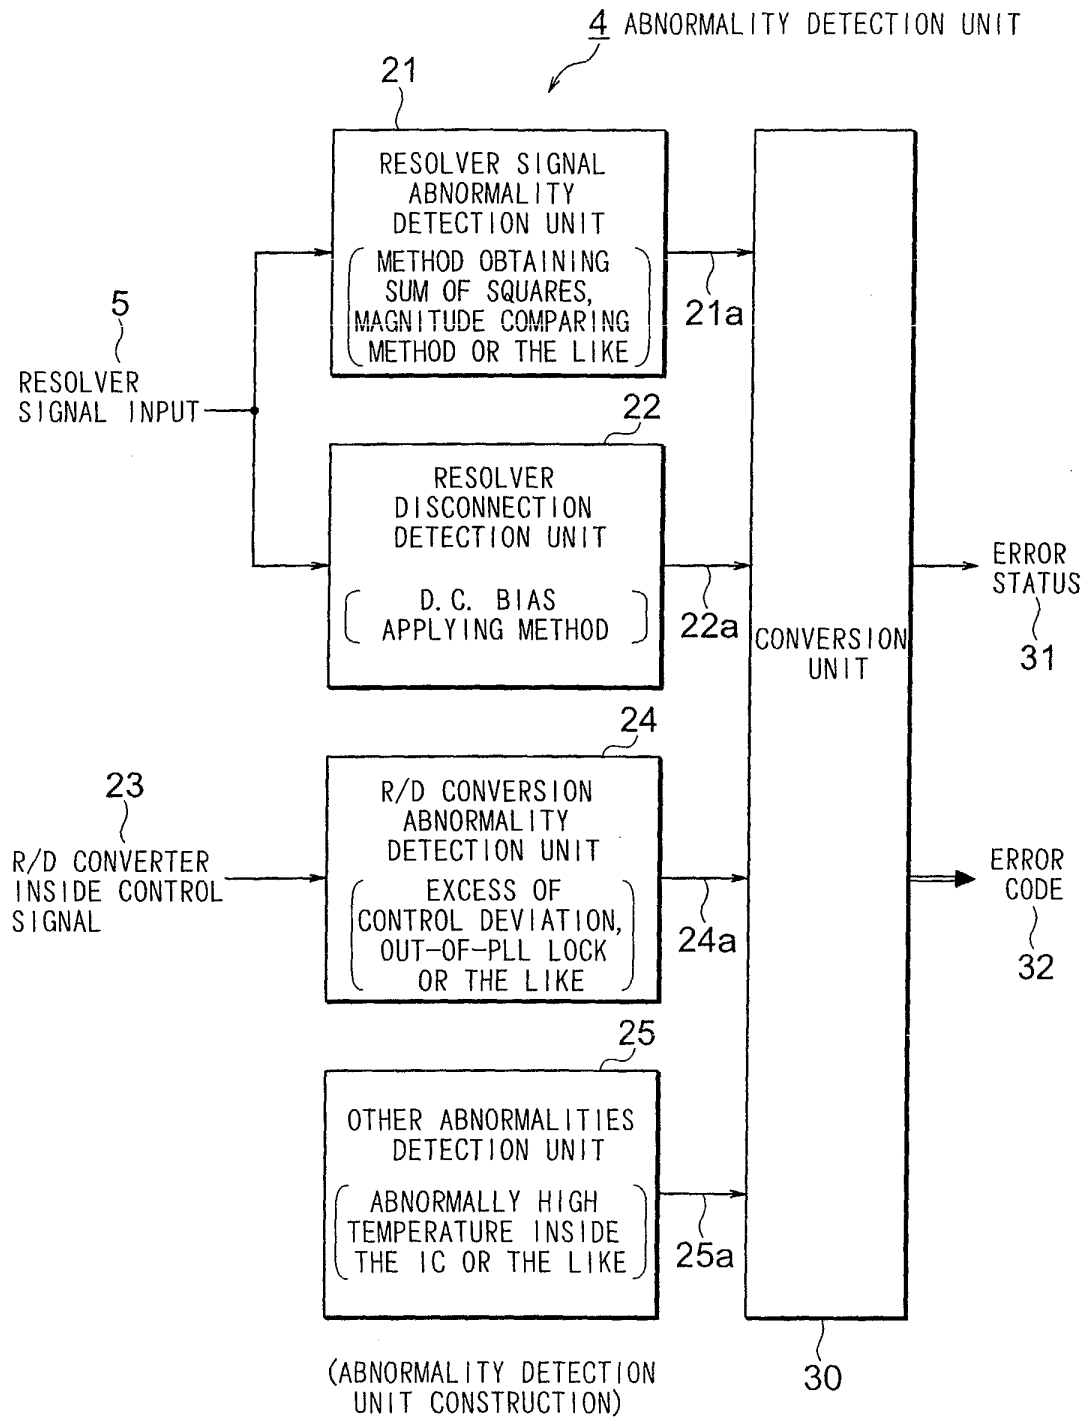 4 ABNORMALITY DETECTION UNIT
21
RESOLVER SIGNAL
ABNORMALITY
DETECTION UNIT
(METHOD OBTAINING
SUM OF SQUARES,
MAGNITUDE COMPARING
METHOD OR THE LIKE)
21a
5
RESOLVER
SIGNAL INPUT
22
RESOLVER
DISCONNECTION
DETECTION UNIT
(D.C. BIAS
APPLYING METHOD)
22a
CONVERSION
UNIT
ERROR
STATUS
31
24
R/D CONVERSION
ABNORMALITY
DETECTION UNIT
(EXCESS OF
CONTROL DEVIATION,
OUT-OF-PLL LOCK
OR THE LIKE)
24a
23
R/D CONVERTER
INSIDE CONTROL
SIGNAL
ERROR
CODE
32
25
OTHER ABNORMALITIES
DETECTION UNIT
(ABNORMALLY HIGH
TEMPERATURE INSIDE
THE IC OR THE LIKE)
25a
30
(ABNORMALITY DETECTION
UNIT CONSTRUCTION)